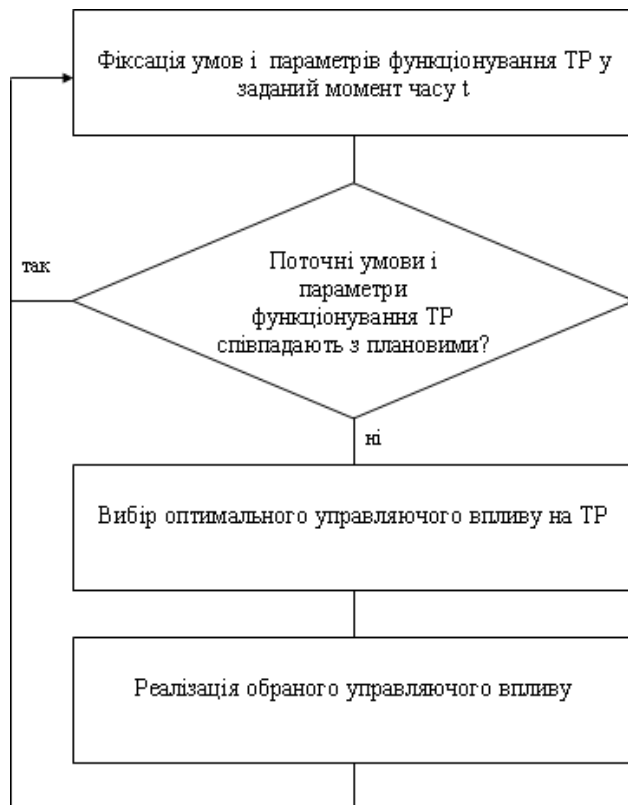 Фіксація умов і параметрів функціонування ТР у
заданий момент часу t
так
Поточні умови і
параметри
функціонування ТР
співпадають з плановими?
ні
Вибір оптимального управляючого впливу на ТР
Реалізація обраного управляючого впливу